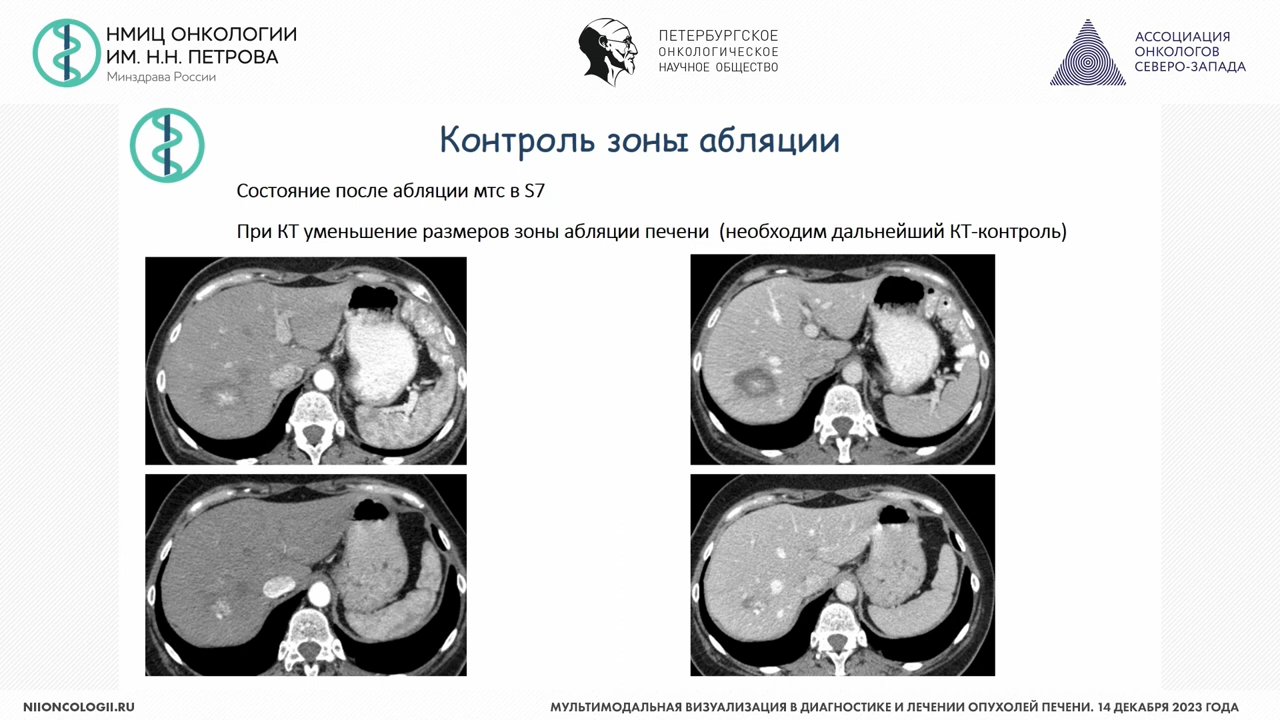 НМИЦ ОНКОЛОГИИ
ИМ. Н.Н. ПЕТРОВА
Минздрава России
ПЕТЕРБУРГСКОЕ
ОНКОЛОГИЧЕСКОЕ
НАУЧНОЕ ОБЩЕСТВО
АССОЦИАЦИЯ
ОНКОЛОГОВ
СЕВЕРО-ЗАПАДА
Контроль зоны абляции
Состояние после абляции мтс в S7
При КТ уменьшение размеров зоны абляции печени (необходим дальнейший КТ-контроль)
NIIONCOLOGII.RU
МУЛЬТИМОДАЛЬНАЯ ВИЗУАЛИЗАЦИЯ В ДИАГНОСТИКЕ И ЛЕЧЕНИИ ОПУХОЛЕЙ ПЕЧЕНИ. 14 ДЕКАБРЯ 2023 ГОДА